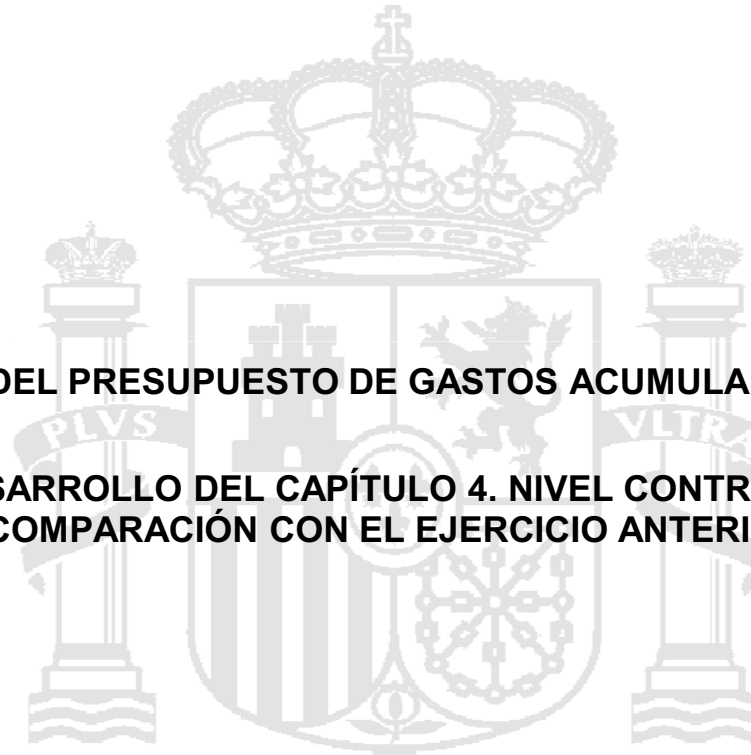 DEL PRESUPUESTO DE GASTOS ACUMULA
PLVS VLTRA
SARROLLO DEL CAPÍTULO 4. NIVEL CONTR
COMPARACIÓN CON EL EJERCICIO ANTERI